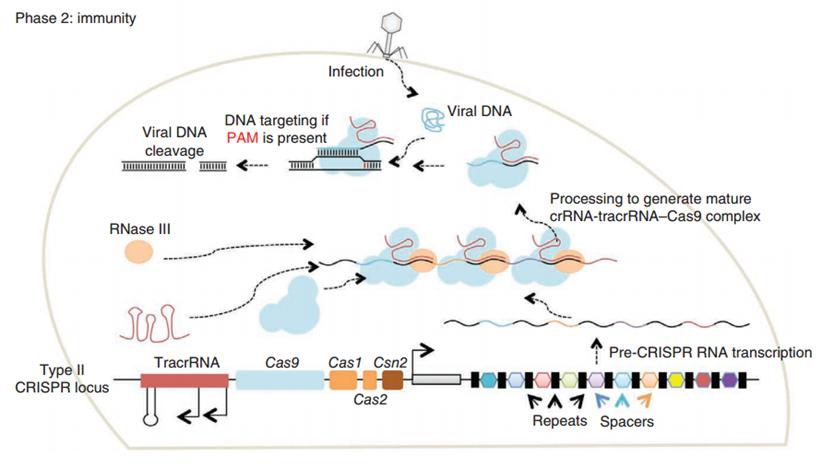 Phase 2: immunity
Infection
Viral DNA
DNA targeting if
PAM is present
Viral DNA
cleavage
Processing to generate mature
crRNA-tracrRNA–Cas9 complex
RNase III
Pre-CRISPR RNA transcription
Type II
CRISPR locus
TracrRNA
Cas9
Cas1
Csn2
Cas2
Repeats
Spacers